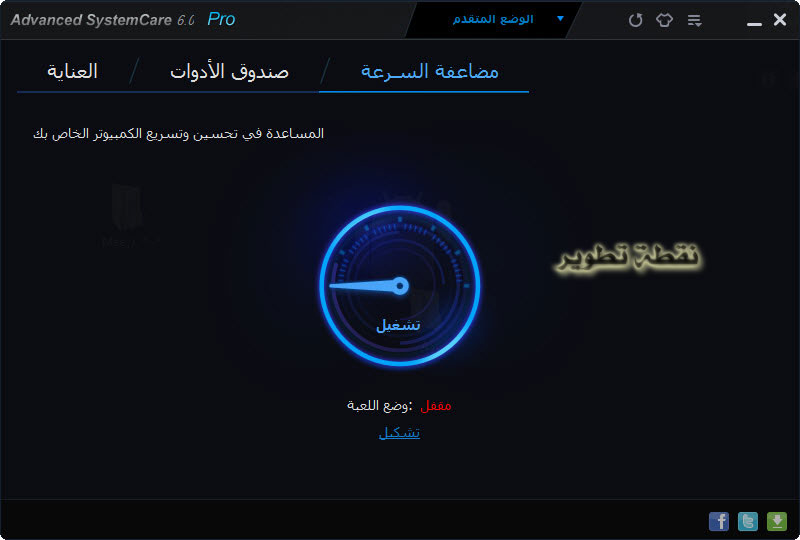 Advanced SystemCare 6.0 Pro
الوضع المتقدم
العناية
صندوق الأدوات
مضاعفة السـرعة
المساعدة في تحسين وتسريع الكمبيوتر الخاص بك
نقطة تطوير
تشغيل
وضع اللعبة: مقفل
تشكيل